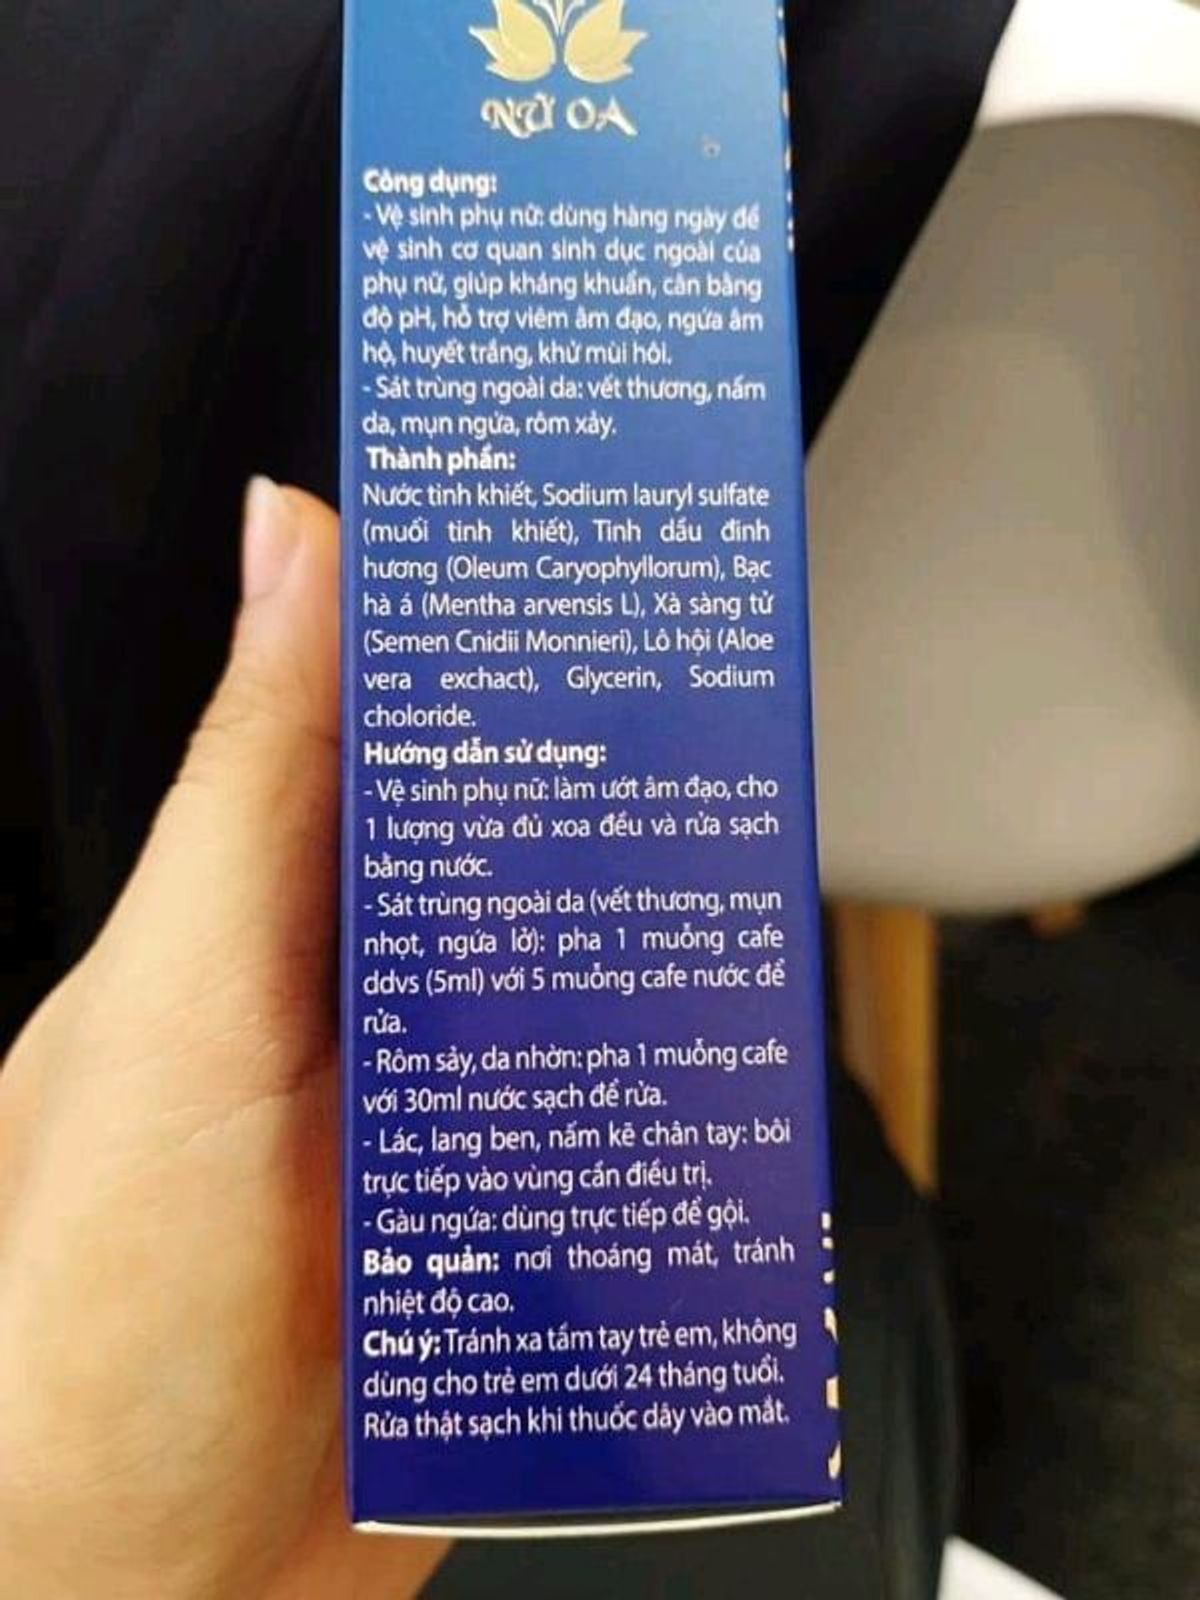 NỮ OA
Công dụng:
- Vệ sinh phụ nữ: dùng hàng ngày để
vệ sinh cơ quan sinh dục ngoài của
phụ nữ, giúp kháng khuẩn, cân bằng
độ pH, hỗ trợ viêm âm đạo, ngứa âm
hộ, huyết trắng, khử mùi hôi.
- Sát trùng ngoài da: vết thương, nấm
da, mụn ngứa, rôm xảy.
Thành phần:
Nước tinh khiết, Sodium lauryl sulfate
(muối tinh khiết), Tinh dầu đinh
hương (Oleum Caryophyllorum), Bạc
hà á (Mentha arvensis L), Xà sàng tử
(Semen Cnidii Monnieri), Lô hội (Aloe
vera exchact), Glycerin, Sodium
choloride.
Hướng dẫn sử dụng:
- Vệ sinh phụ nữ: làm ướt âm đạo, cho
1 lượng vừa đủ xoa đều và rửa sạch
bằng nước.
- Sát trùng ngoài da (vết thương, mụn
nhọt, ngứa lở): pha 1 muỗng cafe
ddvs (5ml) với 5 muỗng cafe nước để
rửa.
- Rôm sảy, da nhờn: pha 1 muỗng cafe
với 30ml nước sạch để rửa.
- Lác, lang ben, nấm kẽ chân tay: bôi
trực tiếp vào vùng cần điều trị.
- Gàu ngứa: dùng trực tiếp để gội.
Bảo quản: nơi thoáng mát, tránh
nhiệt độ cao.
Chú ý: Tránh xa tầm tay trẻ em, không
dùng cho trẻ em dưới 24 tháng tuổi.
Rửa thật sạch khi thuốc dây vào mắt.